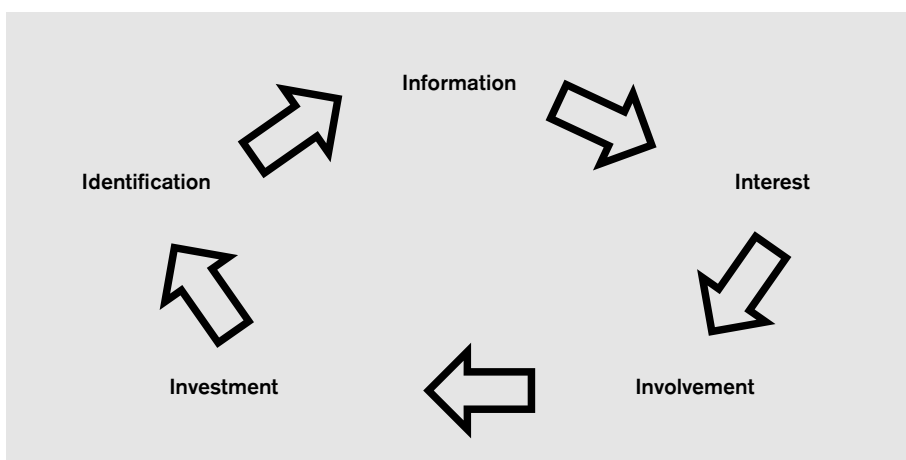 Information
Identification
Interest
Investment
Involvement